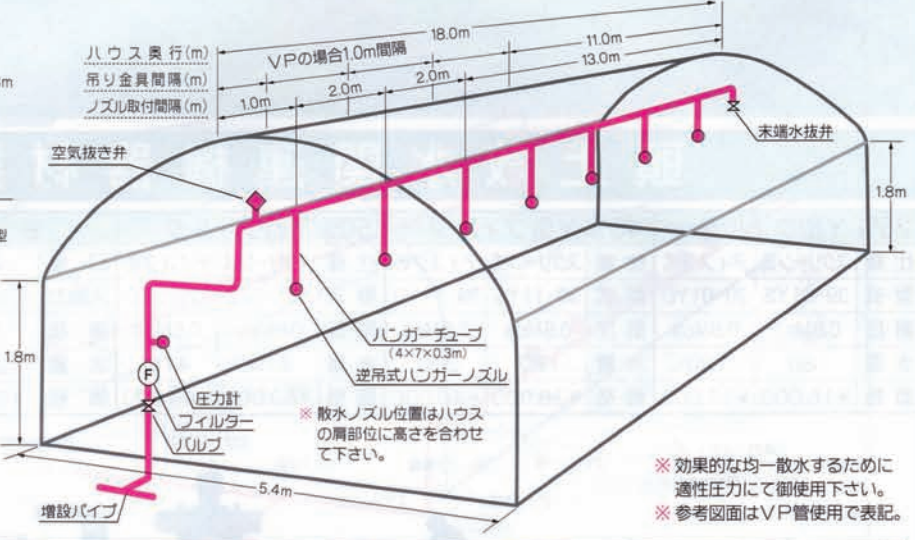 18.0m
ハウス奥行(m)
VPの場合1.0m間隔
11.0m
吊り金具間隔(m)
2.0m
2.0m
13.0m
ノズル取付間隔(m)
1.0m
m
空気抜き弁
末端水抜弁
型
1.8m
1.8m
ハンガーチューブ
(4×7×0.3m)
逆吊式ハンガーノズル
F
圧力計
フィルター
バルブ
※ 散水ノズル位置はハウス
の肩部位に高さを合わせ
て下さい。
5.4m
増設パイプ
※ 効果的な均一散水するために
適性圧力にて御使用下さい。
※ 参考図面はVP管使用で表記。